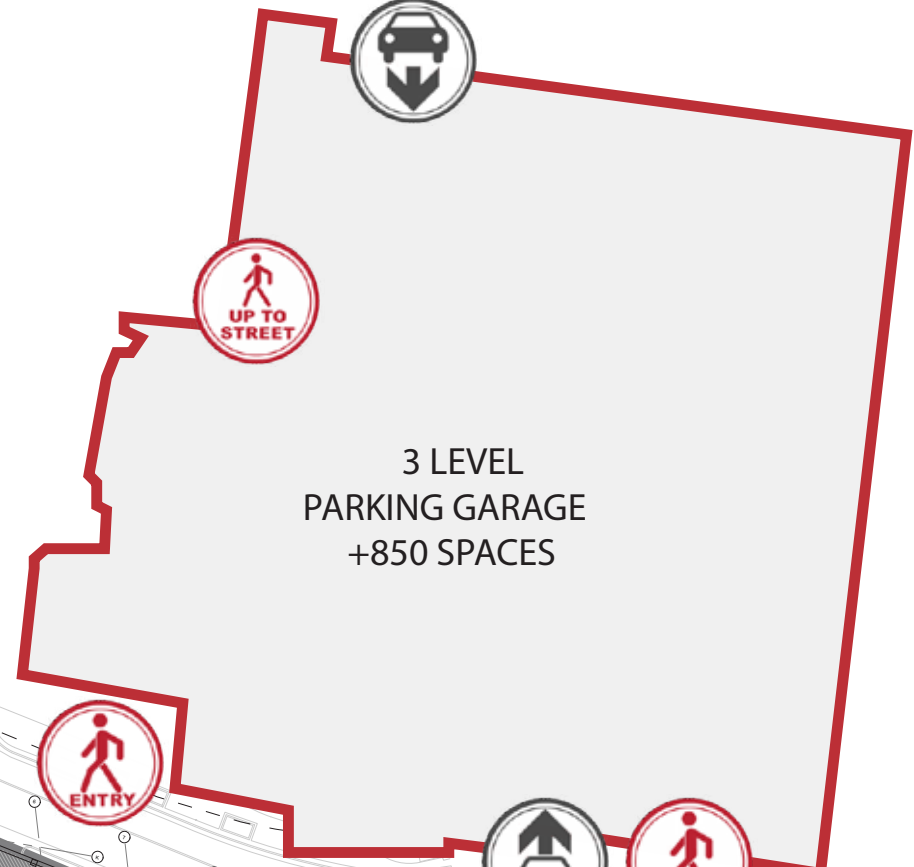 UP TO
STREET
3 LEVEL
PARKING GARAGE
+850 SPACES
ENTRY